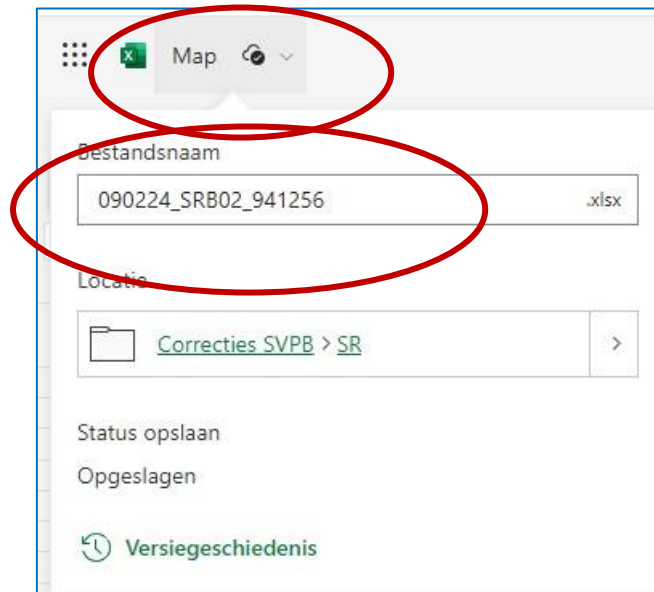 Map
Bestandsnaam
090224_SRB02_941256 .xlsx
Locatie
Correcties SVPB > SR >
Status opslaan
Opgeslagen
Versiegeschiedenis